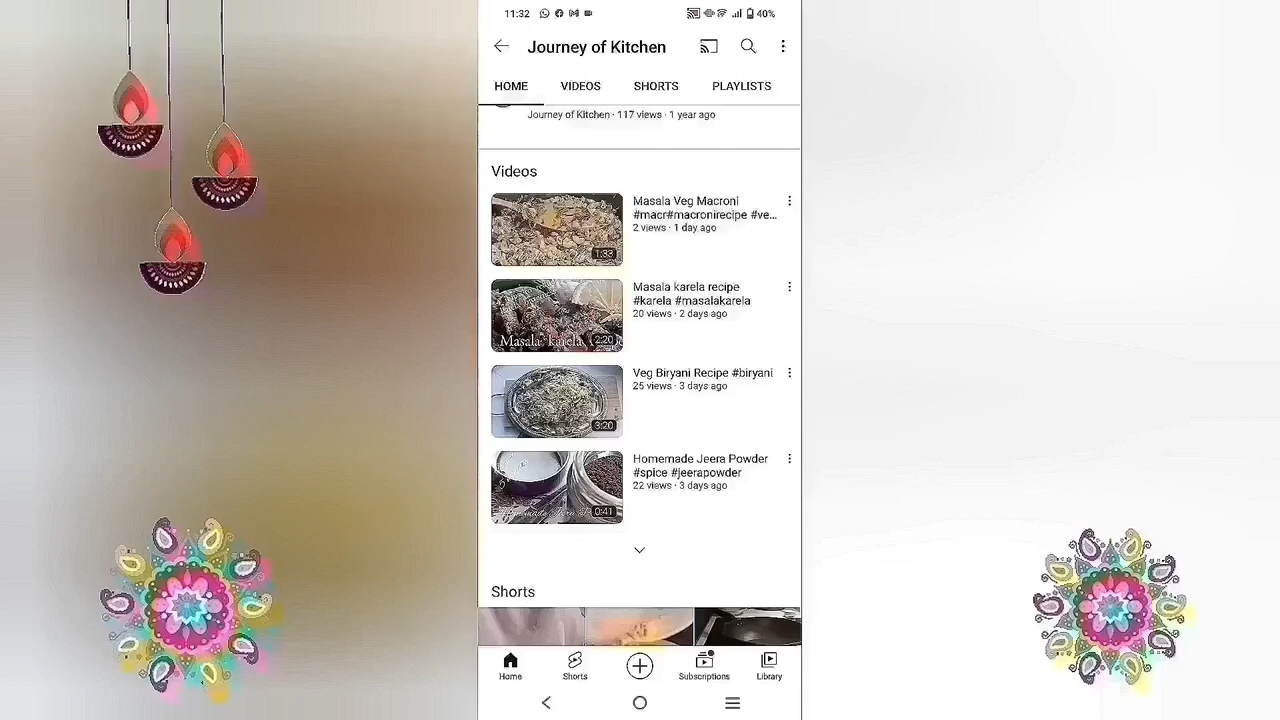 11:32
40%
Journey of Kitchen
HOME VIDEOS SHORTS PLAYLISTS
Journey of Kitchen · 117 views · 1 year ago
Videos
Masala Veg Macroni
#macr#macronirecipe #ve...
2 views · 1 day ago
1:33
Masala karela recipe
#karela #masalakarela
20 views · 2 days ago
Masala karela
2:20
Veg Biryani Recipe #biryani
25 views · 3 days ago
3:20
Homemade Jeera Powder
#spice #jeerapowder
22 views · 3 days ago
0:41
Shorts
Home Shorts Subscriptions Library